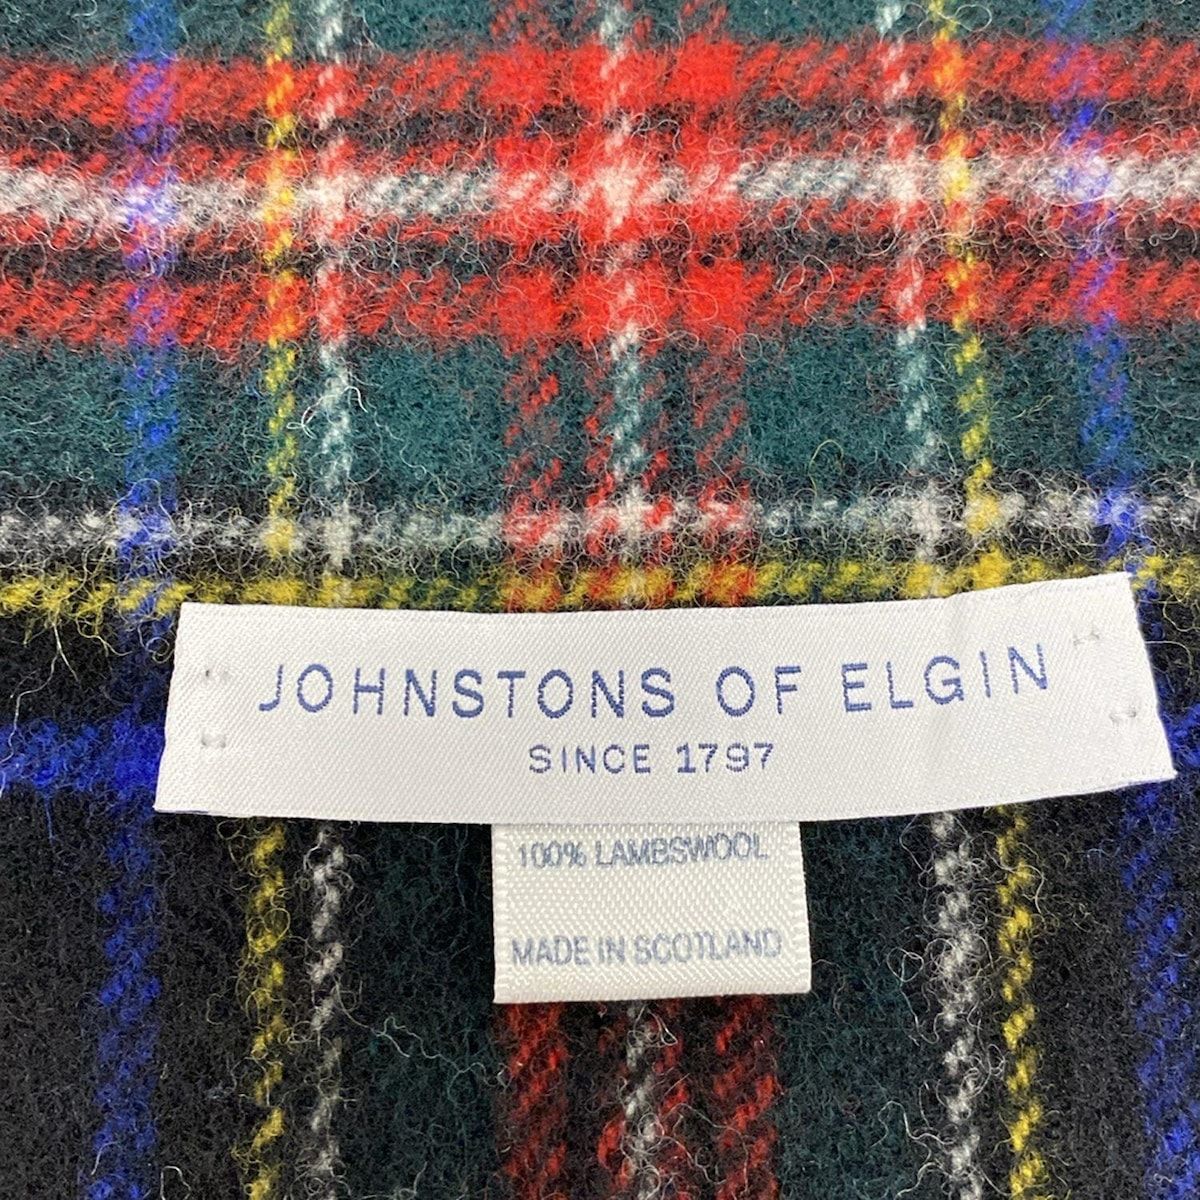 JOHNSTONS OF ELGIN
SINCE 1797
100% LAMBSWOOL
MADE IN SCOTLAND